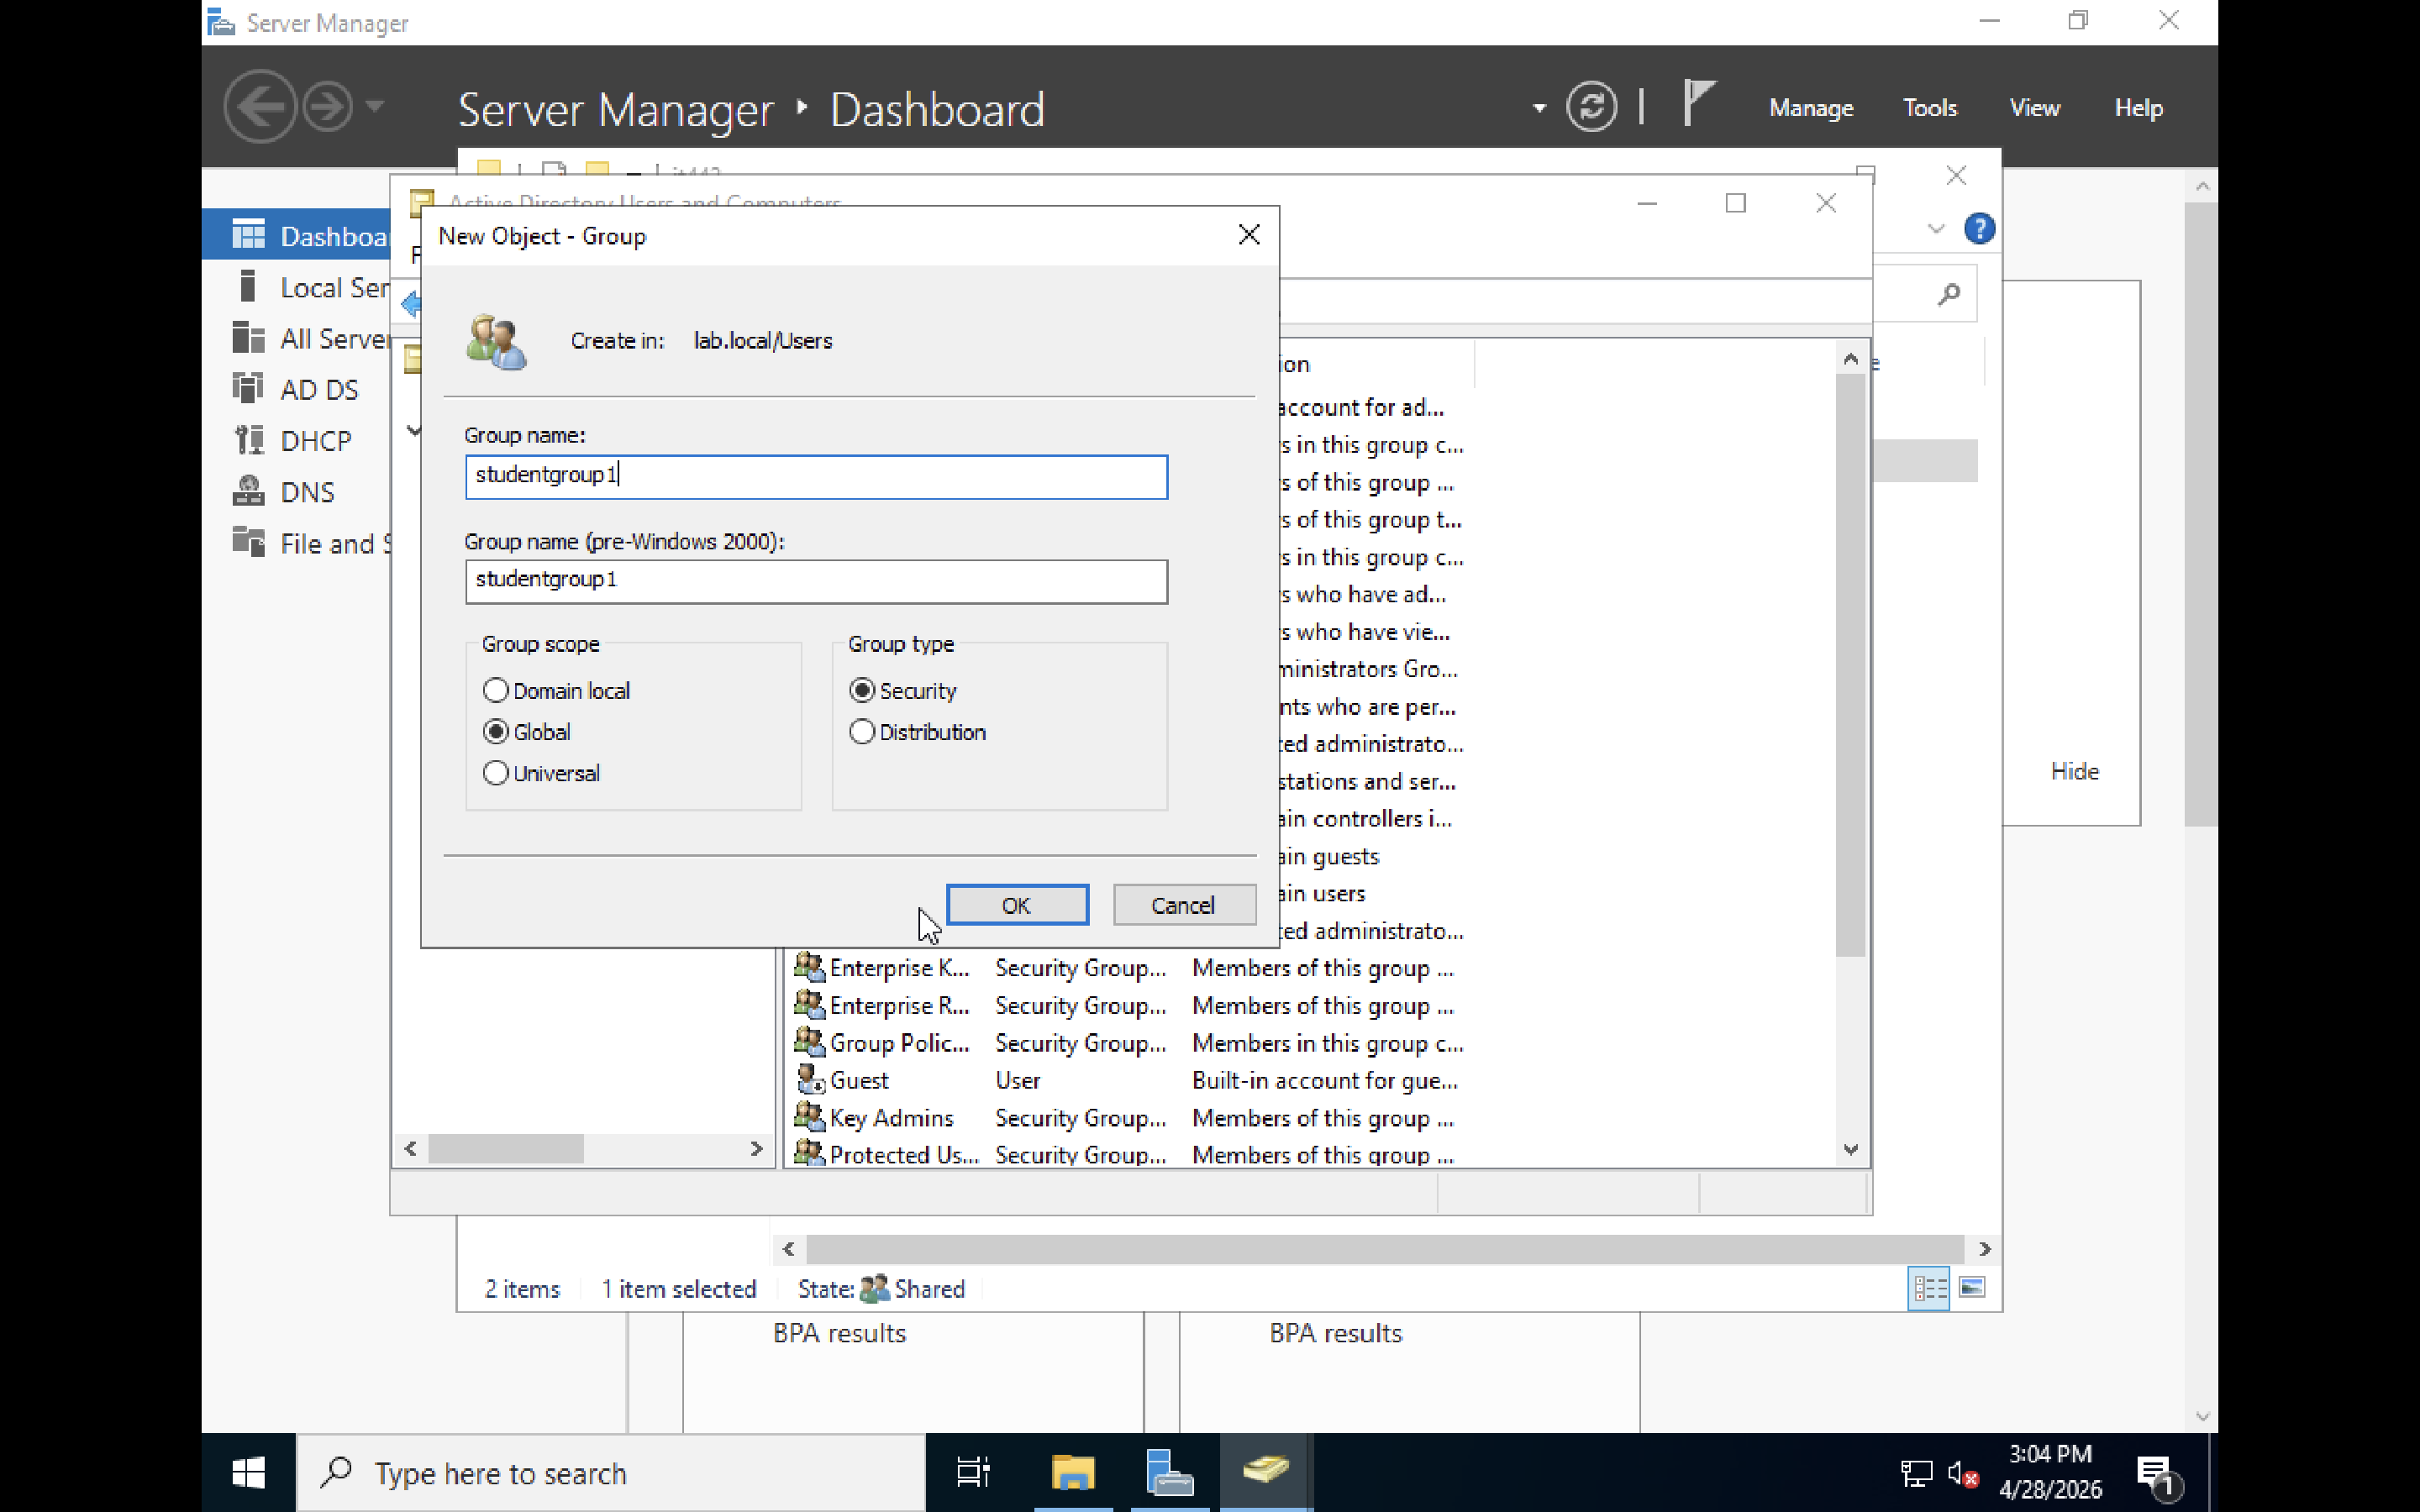 Server Manager
Server Manager ‣ Dashboard
Manage Tools View Help
Active Directory Users and Computers
New Object - Group
Dashboa
Local Ser
All Server
AD DS
DHCP
DNS
File and S
Create in: lab.local/Users
Group name:
studentgroup1
Group name (pre-Windows 2000):
studentgroup1
Group scope
Domain local
Global
Universal
Group type
Security
Distribution
OK Cancel
ion
account for ad...
s in this group c...
s of this group ...
s of this group t...
s in this group c...
s who have ad...
s who have vie...
ministrators Gro...
nts who are per...
ted administrato...
stations and ser...
ain controllers i...
ain guests
ain users
ted administrato...
Enterprise K... Security Group... Members of this group ...
Enterprise R... Security Group... Members of this group ...
Group Polic... Security Group... Members in this group c...
Guest User Built-in account for gue...
Key Admins Security Group... Members of this group ...
Protected Us... Security Group... Members of this group ...
Hide
2 items 1 item selected State: Shared
BPA results BPA results
Type here to search
3:04 PM
4/28/2026
1